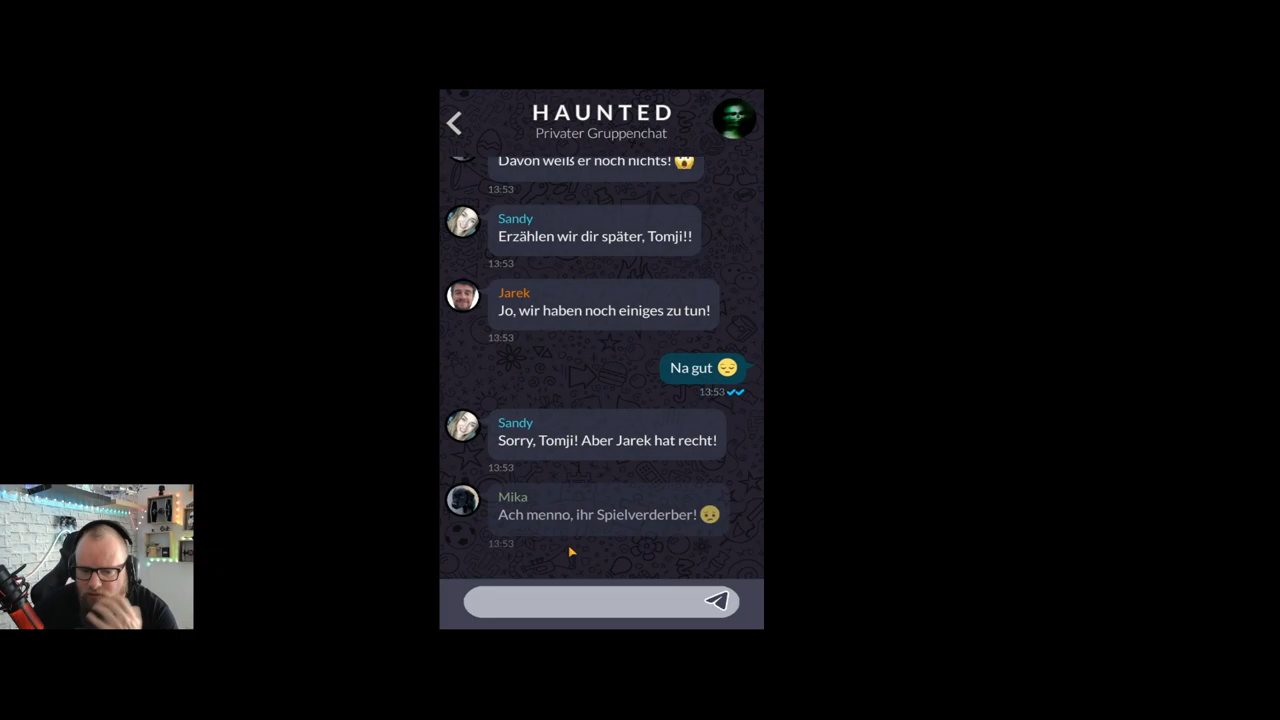 HAUNTED
Privater Gruppenchat
Davon weiß er noch nichts! 😱
13:53
Sandy
Erzählen wir dir später, Tomji!!
13:53
Jarek
Jo, wir haben noch einiges zu tun!
13:53
Na gut 😔
13:53
Sandy
Sorry, Tomji! Aber Jarek hat recht!
13:53
Mika
Ach menno, ihr Spielverderber! 😞
13:53